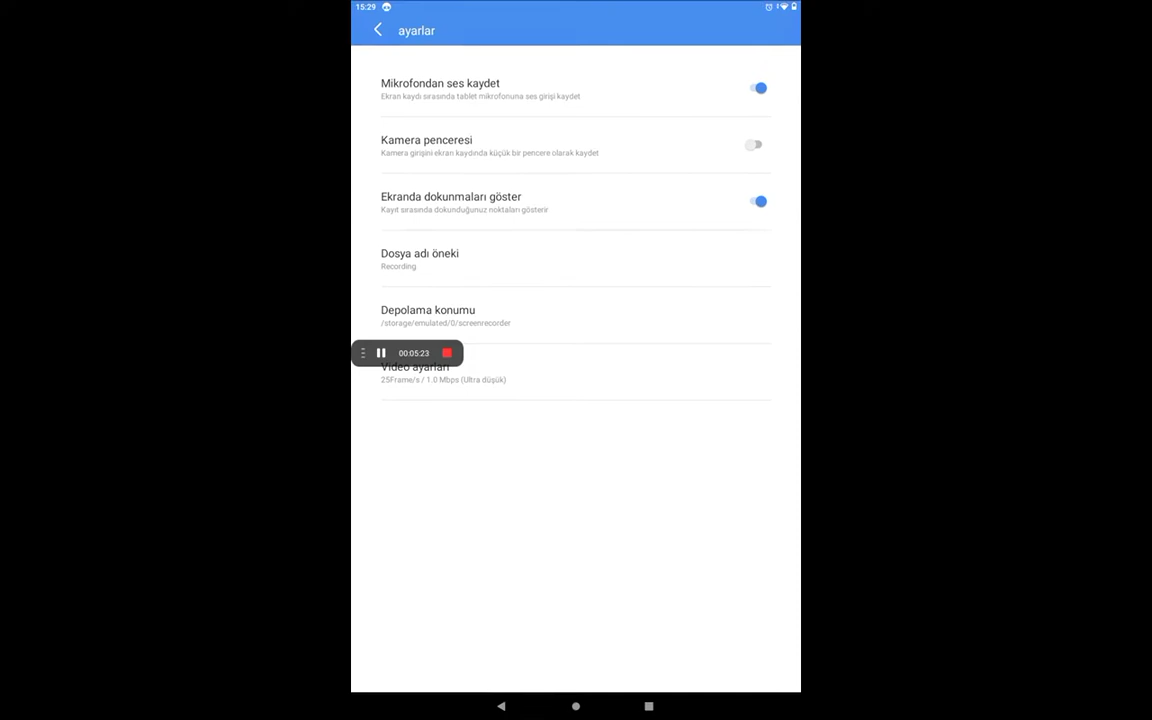 15:29
ayarlar
Mikrofondan ses kaydet
Ekran kaydı sırasında tablet mikrofonuna ses girişi kaydet
Kamera penceresi
Kamera girişini ekran kaydında küçük bir pencere olarak kaydet
Ekranda dokunmaları göster
Kayıt sırasında dokunduğunuz noktaları gösterir
Dosya adı öneki
Recording
Depolama konumu
/storage/emulated/0/screenrecorder
00:05:23
Video ayarları
25Frame/s / 1.0 Mbps (Ultra düşük)